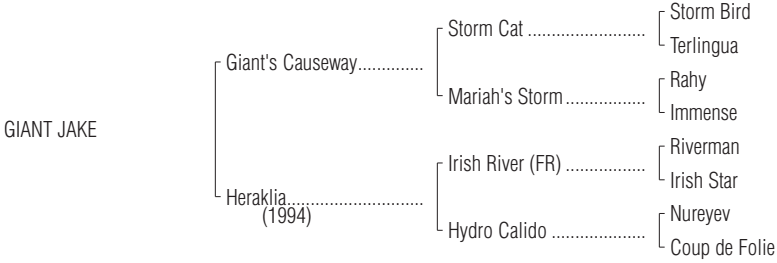 Storm Bird
Storm Cat ........................
Terlingua
Giant's Causeway..............
Rahy
Mariah's Storm .................
Immense
GIANT JAKE
Riverman
Irish River (FR) .................
Irish Star
Heraklia.............................
(1994)
Nureyev
Hydro Calido ....................
Coup de Folie